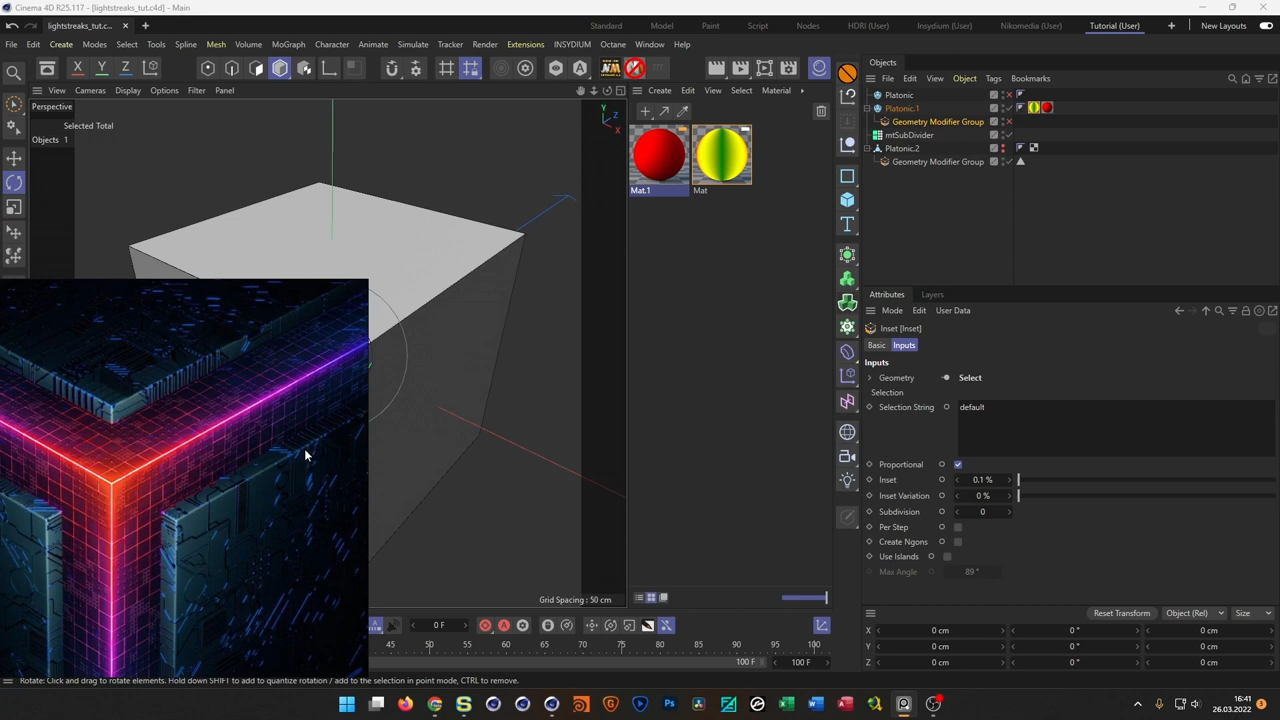 Cinema 4D R25.117 - [lightstreaks_tut.c4d] - Main
lightstreaks_tut.c...
Standard Model Paint Script Nodes HDRI (User) Insydium (User) Nikomedia (User) Tutorial (User) New Layouts
File Edit Create Modes Select Tools Spline Mesh Volume MoGraph Character Animate Simulate Tracker Render Extensions INSYDIUM Octane Window Help
X Y Z
View Cameras Display Options Filter Panel
Create Edit View Select Material
Perspective
Selected Total
Objects 1
Y
Z
X
Mat.1 Mat
Grid Spacing : 50 cm
Objects
File Edit View Object Tags Bookmarks
Platonic
Platonic.1
Geometry Modifier Group
mtSubDivider
Platonic.2
Geometry Modifier Group
Attributes Layers
Mode Edit User Data
Inset [Inset]
Basic Inputs
Inputs
Geometry Select
Selection
Selection String default
Proportional
Inset 0.1 %
Inset Variation 0 %
Subdivision 0
Per Step
Create Ngons
Use Islands
Max Angle 89 °
Reset Transform Object (Rel) Size
X 0 cm 0 ° 0 cm
Y 0 cm 0 ° 0 cm
Z 0 cm 0 ° 0 cm
0 F
45 50 55 60 65 70 75 80 85 90 95 100
100 F 100 F
Rotate: Click and drag to rotate elements. Hold down SHIFT to add to quantize rotation / add to the selection in point mode, CTRL to remove.
16:41
26.03.2022